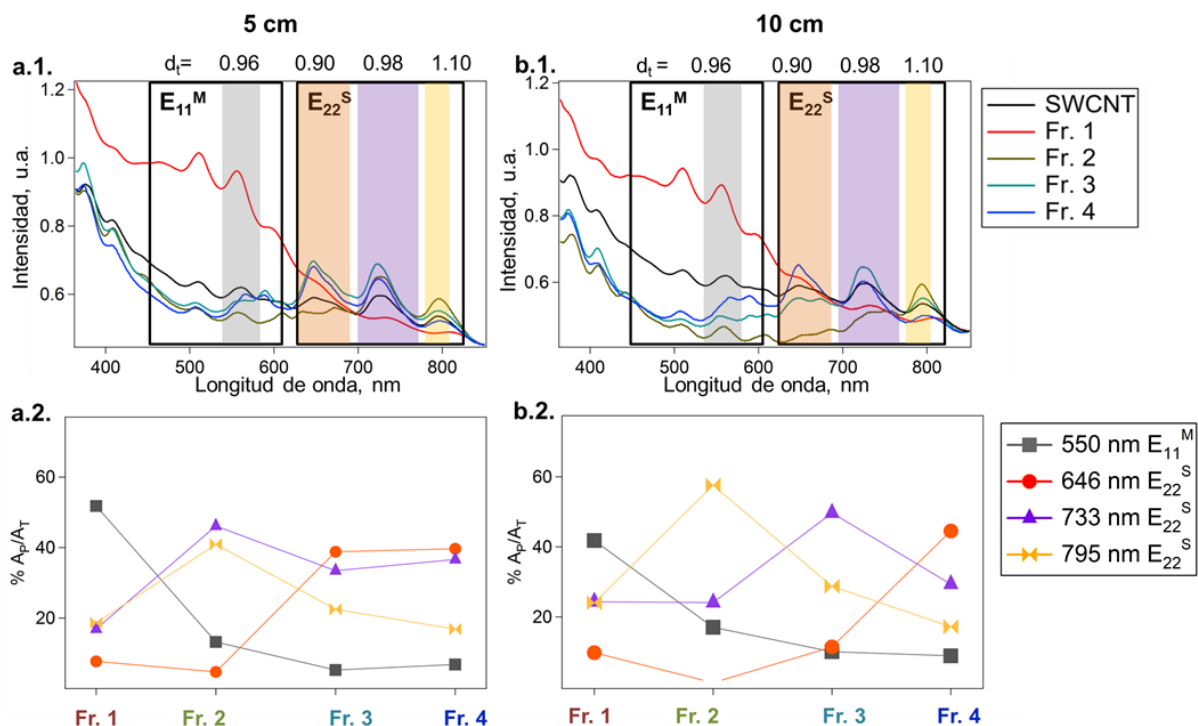 5 cm
10 cm
a.1.
dt= 0.96 0.90 0.98 1.10
b.1.
dt= 0.96 0.90 0.98 1.10
1.2
1.0
0.8
0.6
Intensidad, u.a.
E11M
E22S
400 500 600 700 800
Longitud de onda, nm
1.2
1.0
0.8
0.6
Intensidad, u.a.
E11M
E22S
400 500 600 700 800
Longitud de onda, nm
SWCNT
Fr. 1
Fr. 2
Fr. 3
Fr. 4
a.2.
60
40
20
% AP/AT
Fr. 1 Fr. 2 Fr. 3 Fr. 4
b.2.
60
40
20
% AP/AT
Fr. 1 Fr. 2 Fr. 3 Fr. 4
550 nm E11M
646 nm E22S
733 nm E22S
795 nm E22S